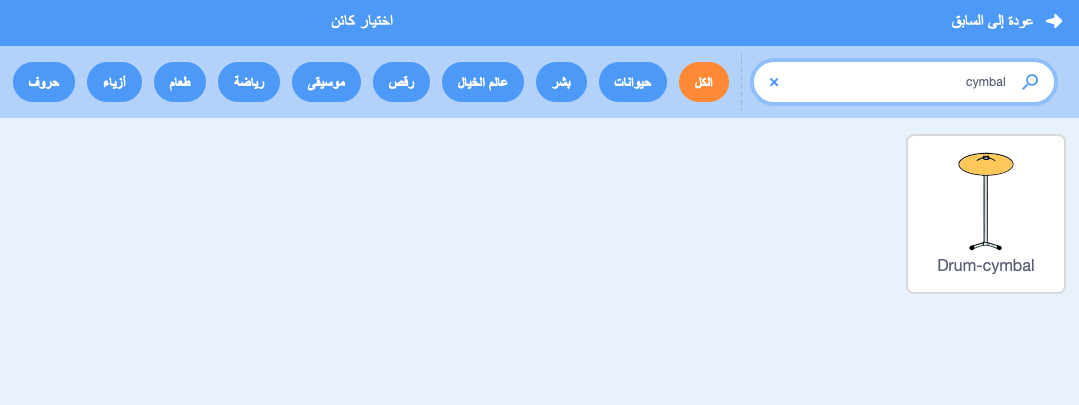 عودة إلى السابق
اختيار كائن
cymbal
الكل
حيوانات
بشر
عالم الخيال
رقص
موسيقى
رياضة
طعام
أزياء
حروف
Drum-cymbal